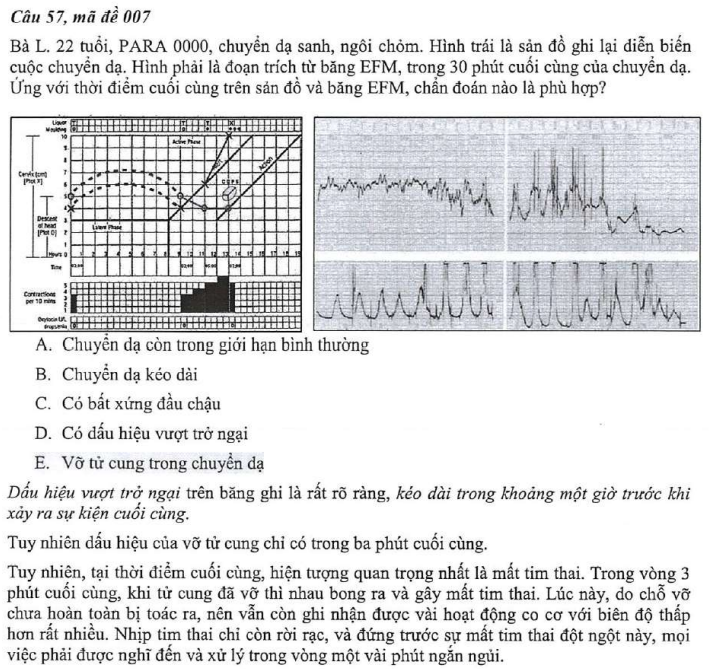 Câu 57, mã đề 007
Bà L. 22 tuổi, PARA 0000, chuyển dạ sanh, ngôi chỏm. Hình trái là sản đồ ghi lại diễn biến
cuộc chuyển dạ. Hình phải là đoạn trích từ băng EFM, trong 30 phút cuối cùng của chuyển dạ.
Ứng với thời điểm cuối cùng trên sản đồ và băng EFM, chẩn đoán nào là phù hợp?
Liquor
Moulding
Active Phase
Cervix (cm)
[Plot X]
Descent
of head
[Plot O]
Latent Phase
Hours
Time
Contractions
per 10 mins
Oxytocin U/L
A. Chuyển dạ còn trong giới hạn bình thường
B. Chuyển dạ kéo dài
C. Có bất xứng đầu chậu
D. Có dấu hiệu vượt trở ngại
E. Vỡ tử cung trong chuyển dạ
Dấu hiệu vượt trở ngại trên băng ghi là rất rõ ràng, kéo dài trong khoảng một giờ trước khi
xảy ra sự kiện cuối cùng.
Tuy nhiên dấu hiệu của vỡ tử cung chỉ có trong ba phút cuối cùng.
Tuy nhiên, tại thời điểm cuối cùng, hiện tượng quan trọng nhất là mất tim thai. Trong vòng 3
phút cuối cùng, khi tử cung đã vỡ thì nhau bong ra và gây mất tim thai. Lúc này, do chỗ vỡ
chưa hoàn toàn bị toác ra, nên vẫn còn ghi nhận được vài hoạt động co cơ với biên độ thấp
hơn rất nhiều. Nhịp tim thai chỉ còn rời rạc, và đứng trước sự mất tim thai đột ngột này, mọi
việc phải được nghĩ đến và xử lý trong vòng một vài phút ngắn ngủi.